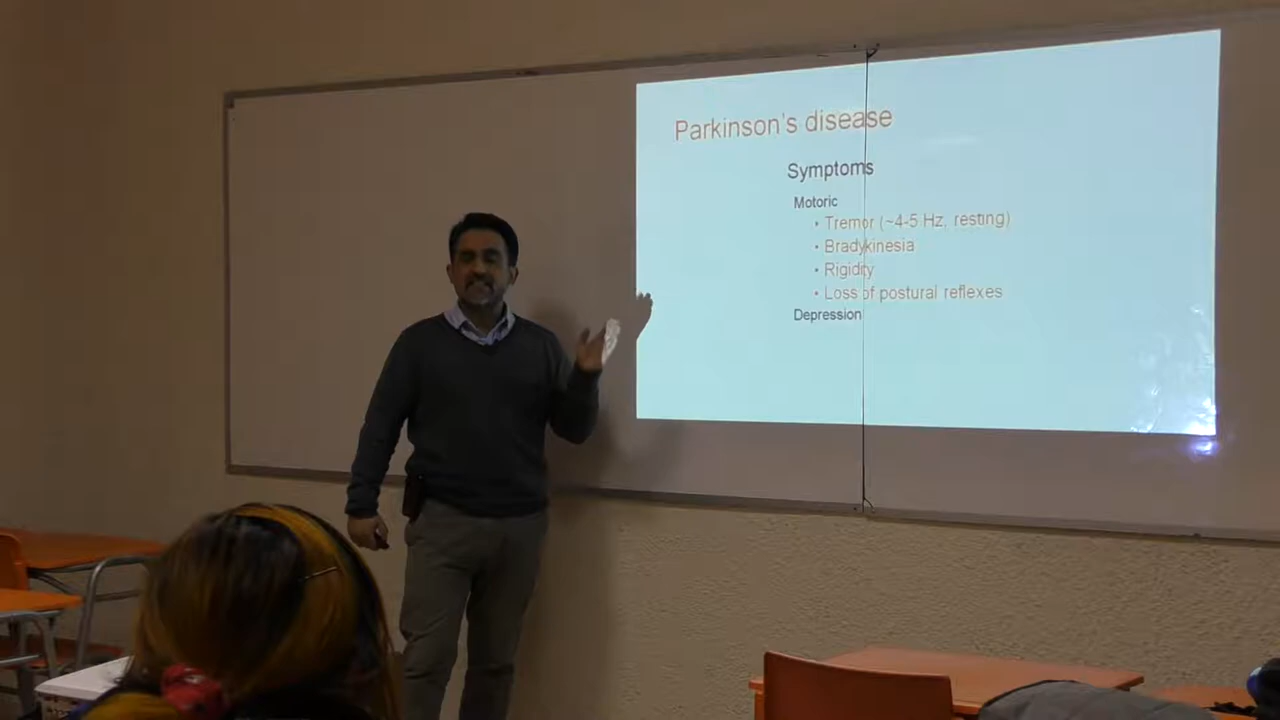 Parkinson's disease
Symptoms
Motoric
• Tremor (~4-5 Hz, resting)
• Bradykinesia
• Rigidity
• Loss of postural reflexes
Depression